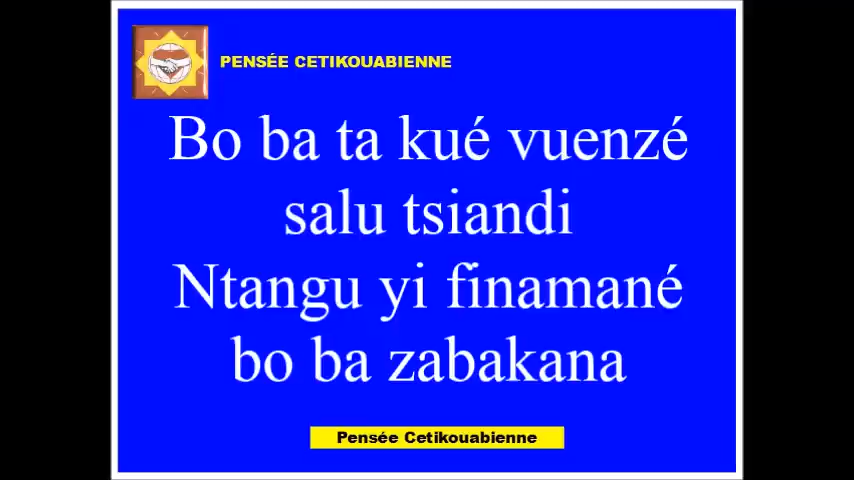 PENSÉE CETIKOUABIENNE
Bo ba ta kué vuenzé
salu tsiandi
Ntangu yi finamané
bo ba zabakana
Pensée Cetikouabienne